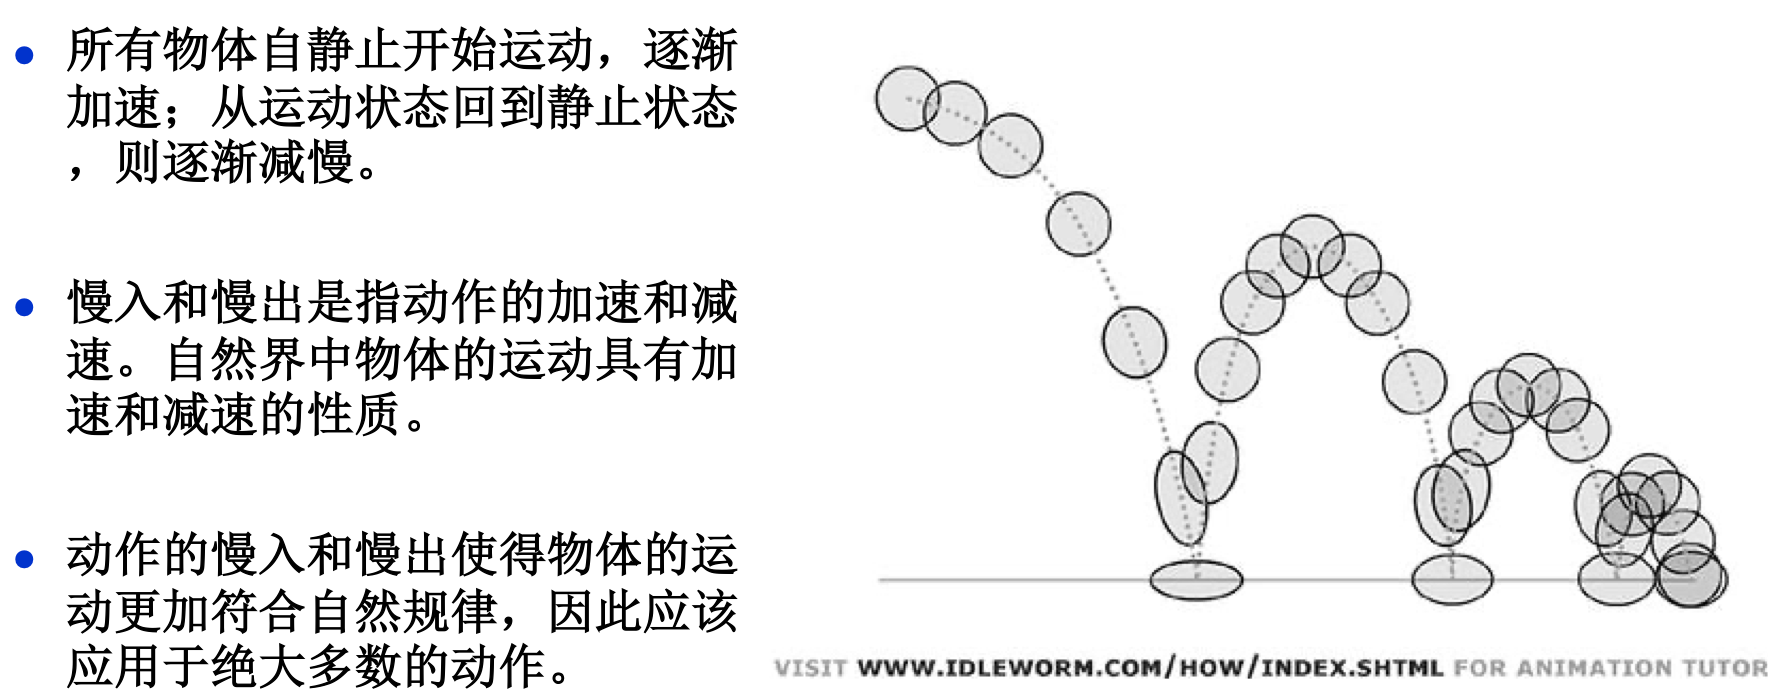 所有物体自静止开始运动，逐渐
加速；从运动状态回到静止状态
，则逐渐减慢。
慢入和慢出是指动作的加速和减
速。自然界中物体的运动具有加
速和减速的性质。
动作的慢入和慢出使得物体的运
动更加符合自然规律，因此应该
应用于绝大多数的动作。
VISIT WWW.IDLEWORM.COM/HOW/INDEX.SHTML FOR ANIMATION TUTOR